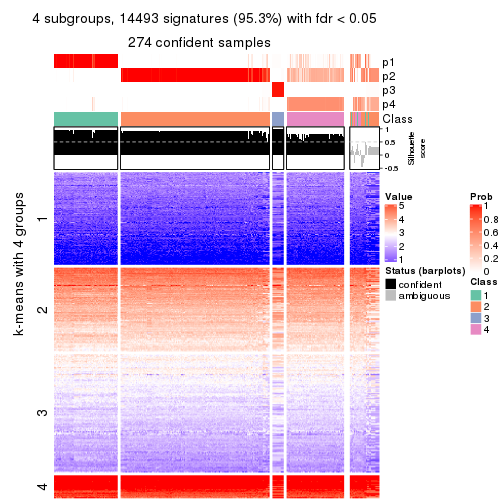 4 subgroups, 14493 signatures (95.3%) with fdr < 0.05
274 confident samples
p1
p2
p3
p4
Class
1
0.5
0
-0.5
Silhouette
score
k-means with 4 groups
1
2
3
4
Value
5
4
3
2
1
Status (barplots)
confident
ambiguous
Prob
1
0.8
0.6
0.4
0.2
0
Class
1
2
3
4